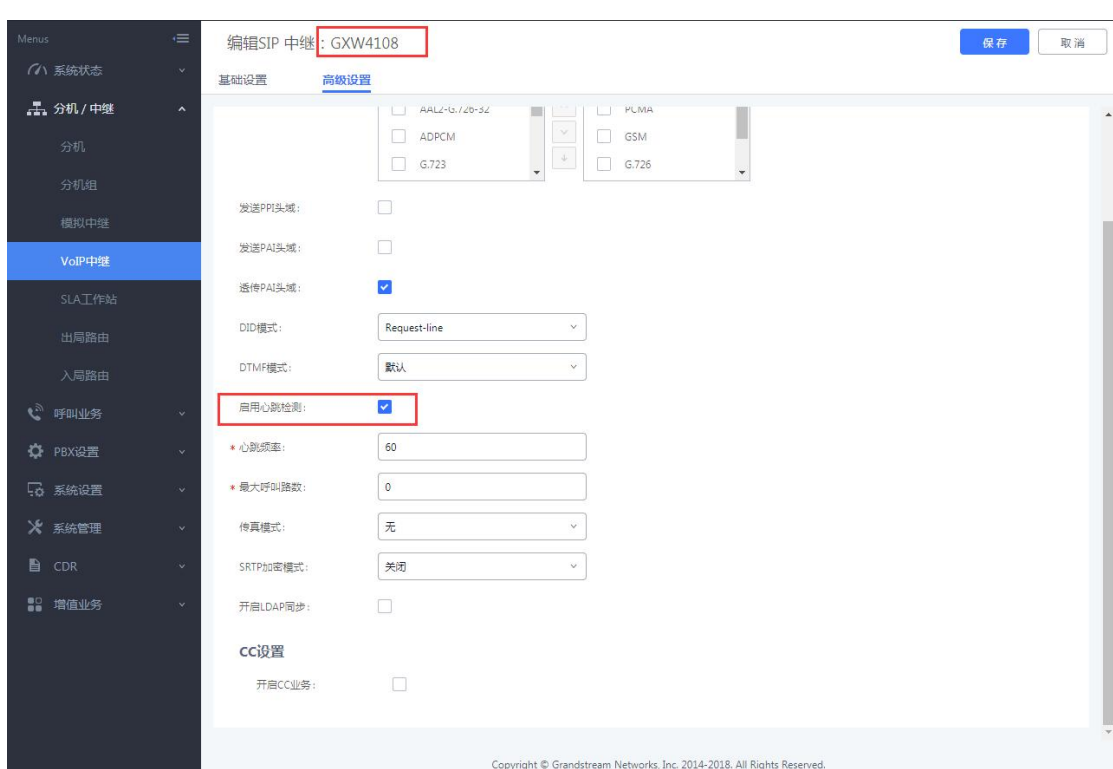 Menus
编辑SIP 中继：GXW4108
保存
取消
系统状态
基础设置
高级设置
分机 / 中继
AAL2-G.726-32
PCMA
ADPCM
GSM
分机
G.723
G.726
分机组
发送PPI头域：
模拟中继
发送PAI头域：
VoIP中继
透传PAI头域：
SLA工作站
DID模式：
Request-line
出局路由
DTMF模式：
默认
入局路由
启用心跳检测：
呼叫业务
* 心跳频率：
60
PBX设置
* 最大呼叫路数：
0
系统设置
传真模式：
无
系统管理
SRTP加密模式：
关闭
CDR
增值业务
开启LDAP同步：
CC设置
开启CC业务：
Copyright © Grandstream Networks, Inc. 2014-2018. All Rights Reserved.